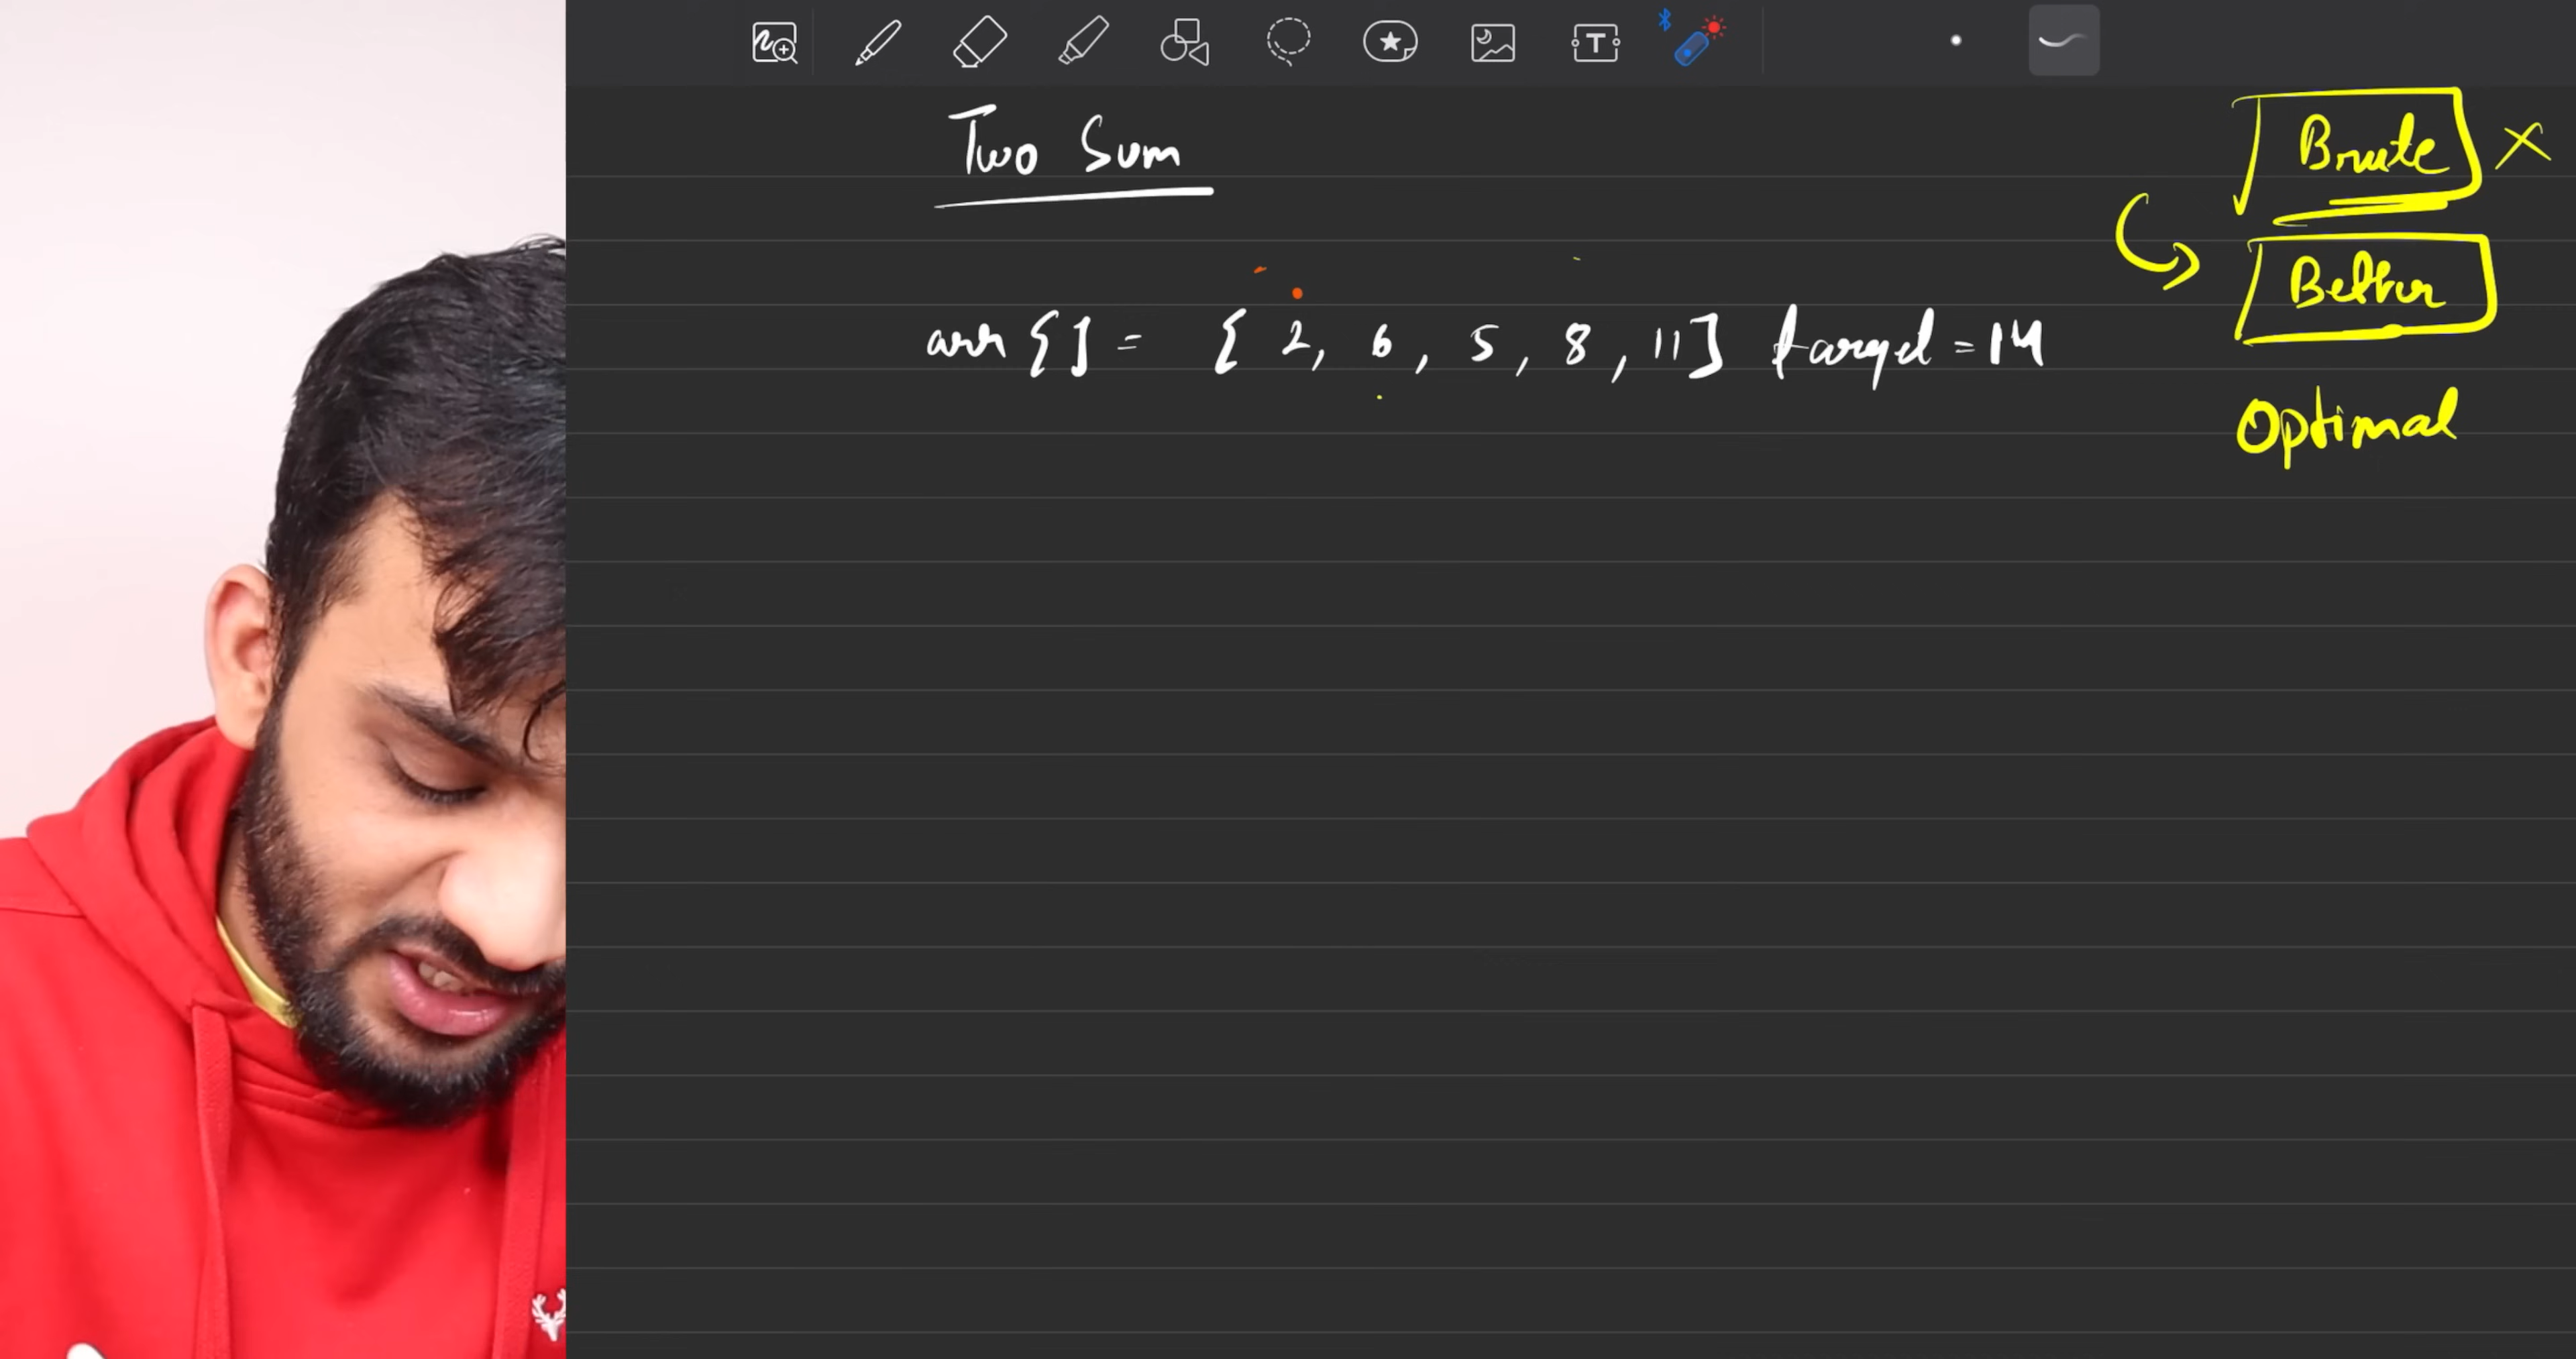 Two Sum
Brute
Better
arr {] = { 2, 6, 5, 8, 11] target = 14
Optimal